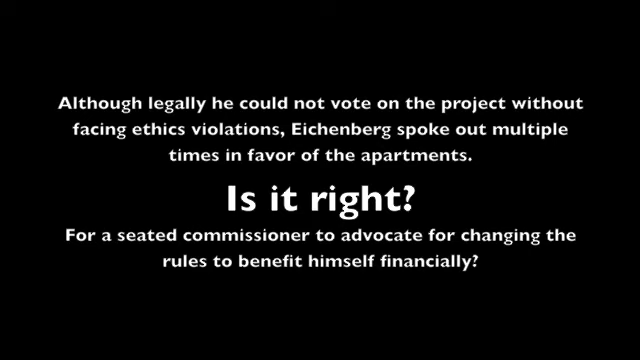 Although legally he could not vote on the project without
facing ethics violations, Eichenberg spoke out multiple
times in favor of the apartments.
Is it right?
For a seated commissioner to advocate for changing the
rules to benefit himself financially?